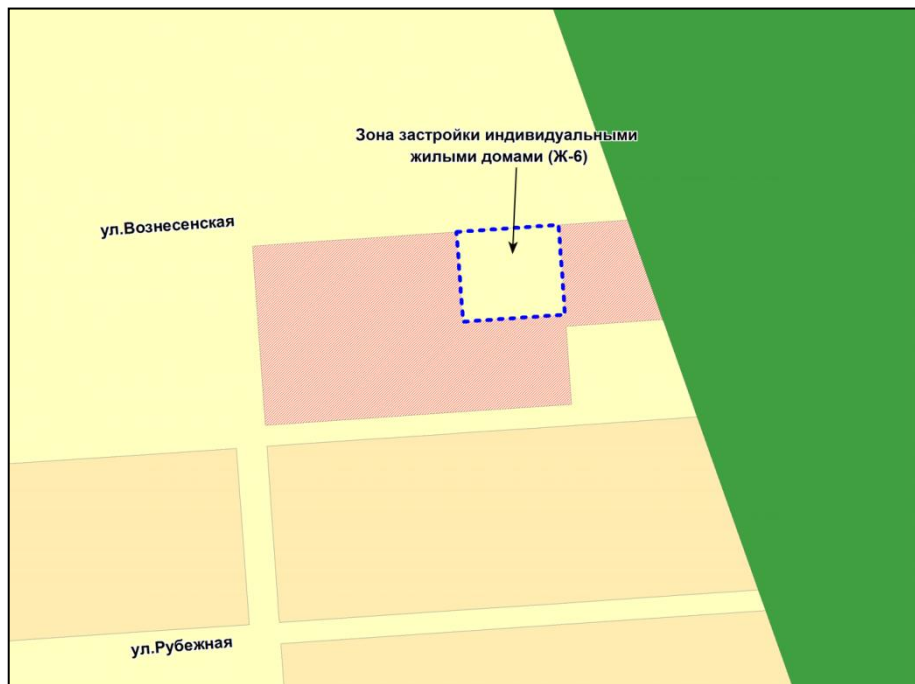 Зона застройки индивидуальными
жилыми домами (Ж-6)
ул.Вознесенская
ул.Рубежная